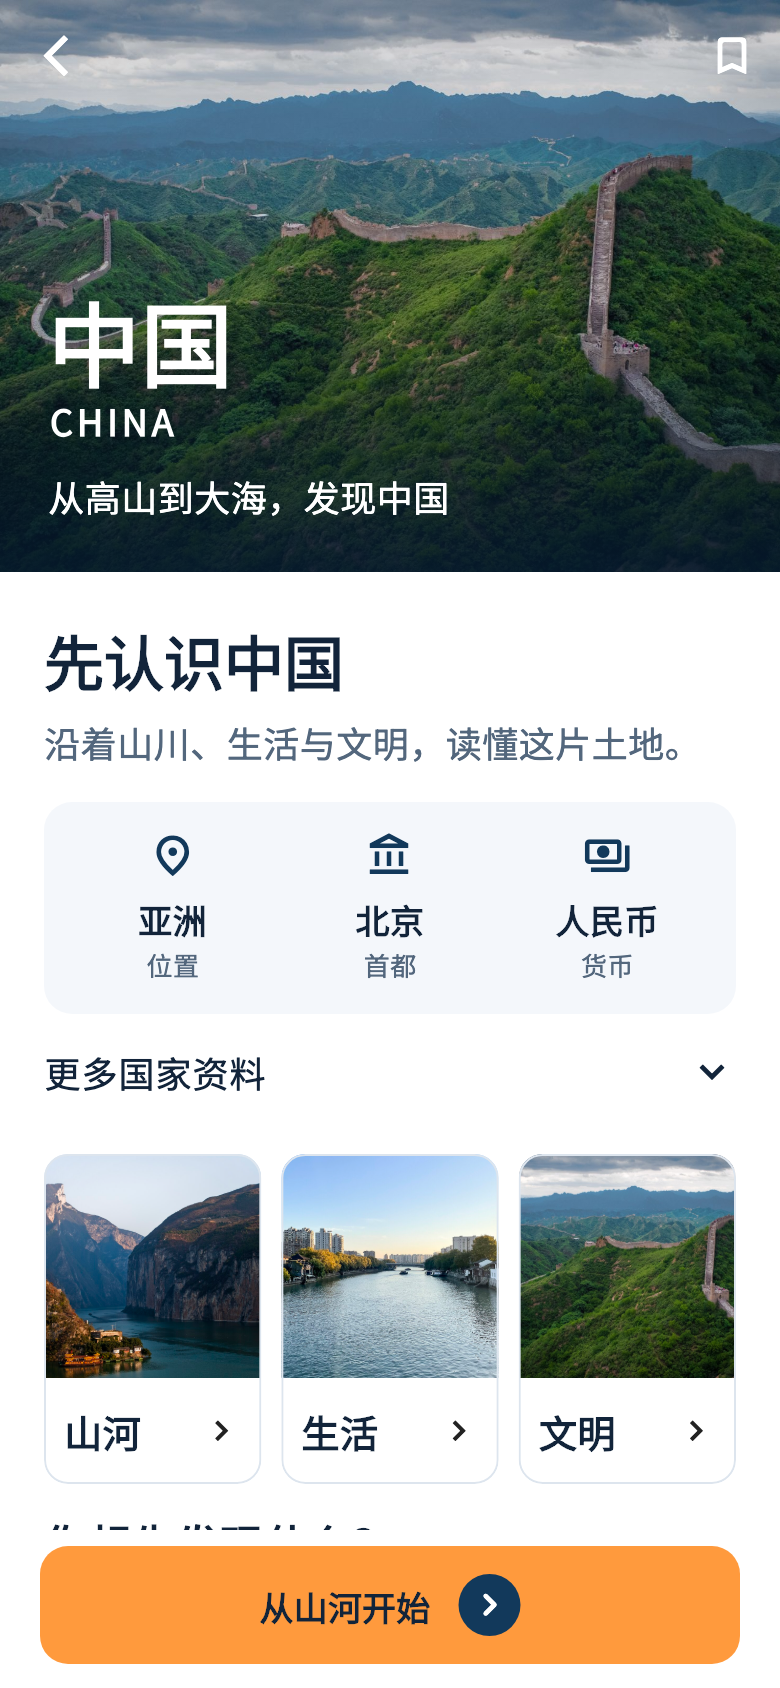 中国
CHINA
从高山到大海，发现中国
先认识中国
沿着山川、生活与文明，读懂这片土地。
亚洲
北京
人民币
位置
首都
货币
更多国家资料
山河
生活
文明
从山河开始